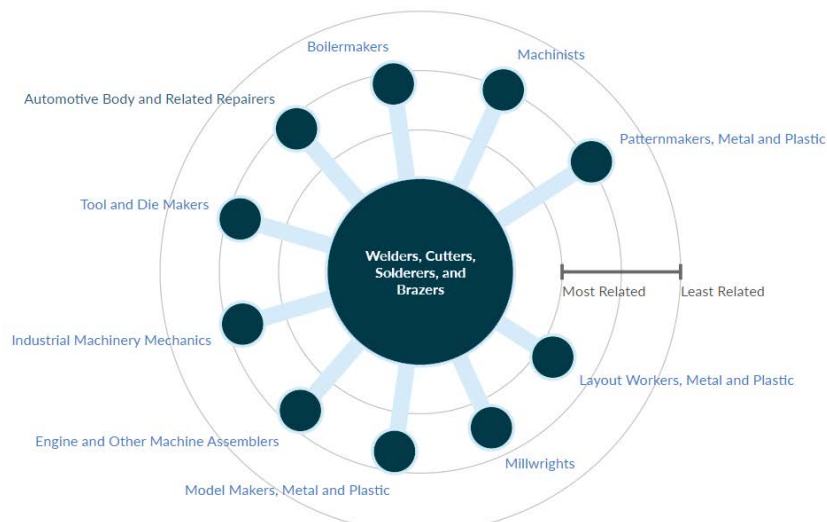 Boilermakers
Machinists
Automotive Body and Related Repairers
Patternmakers, Metal and Plastic
Tool and Die Makers
Welders, Cutters,
Solderers, and
Brazers
Most Related
Least Related
Industrial Machinery Mechanics
Layout Workers, Metal and Plastic
Engine and Other Machine Assemblers
Millwrights
Model Makers, Metal and Plastic